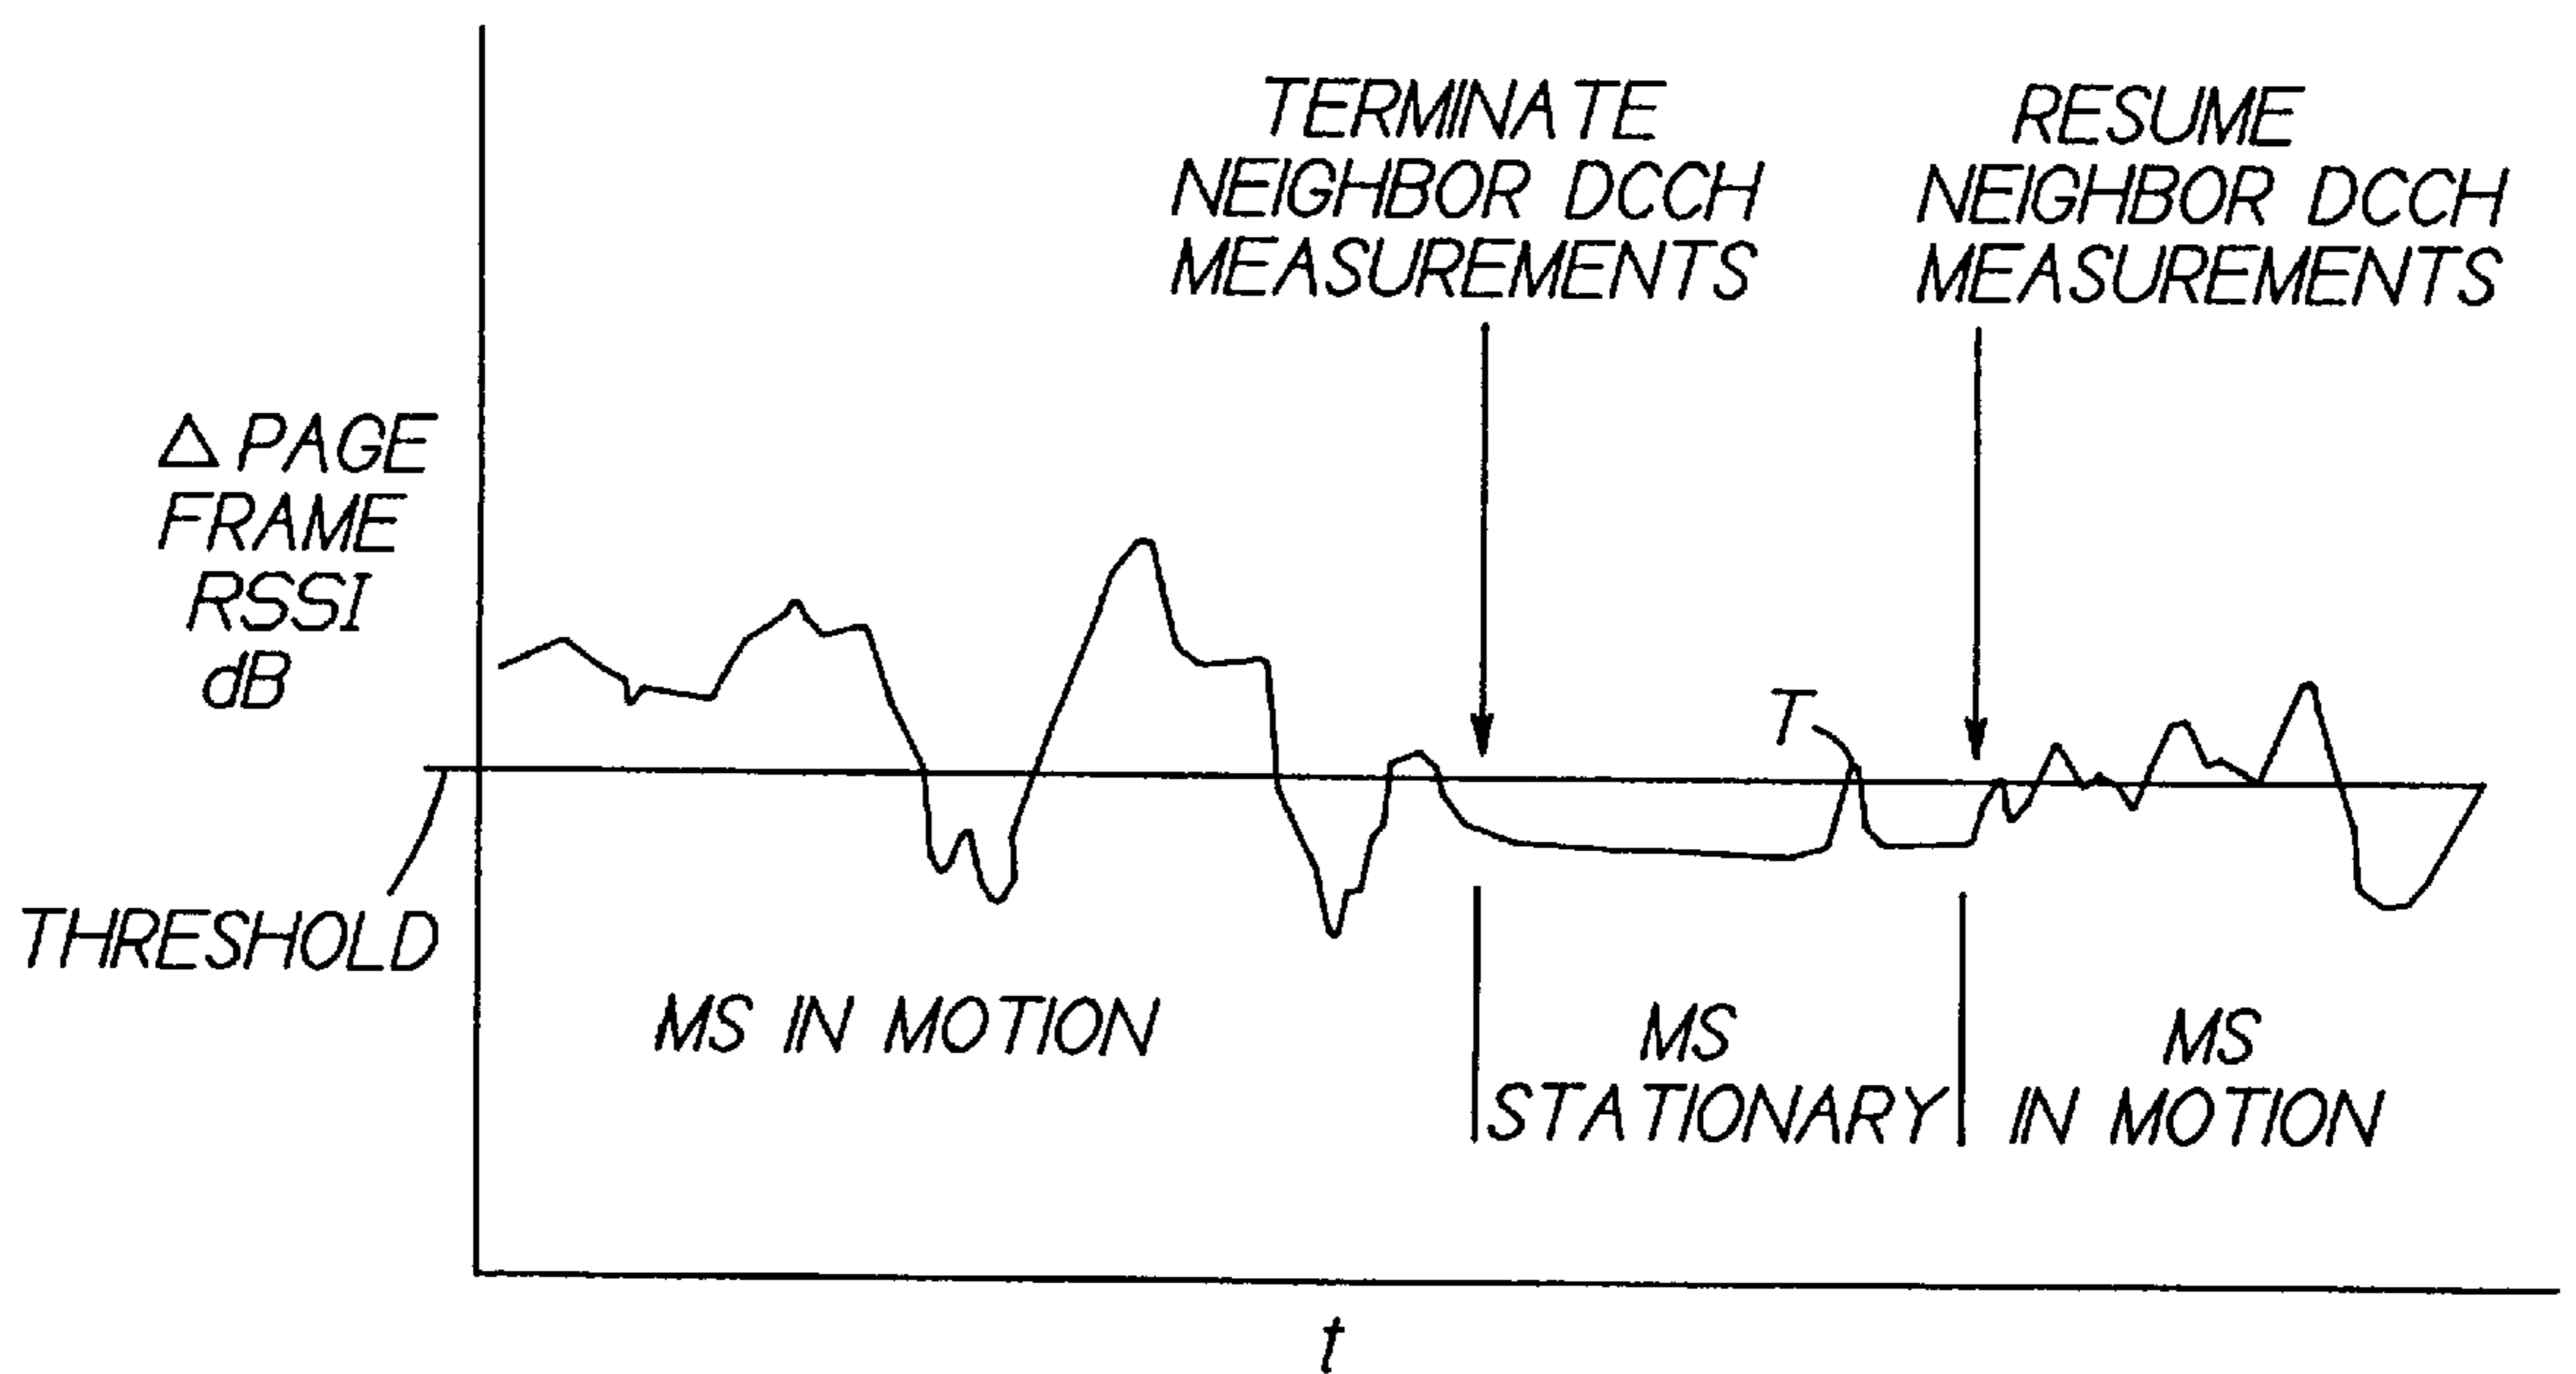 TERMINATE
NEIGHBOR DCCH
MEASUREMENTS
RESUME
NEIGHBOR DCCH
MEASUREMENTS
△ PAGE
FRAME
RSSI
dB
T
THRESHOLD
MS IN MOTION
MS
STATIONARY
MS
IN MOTION
t